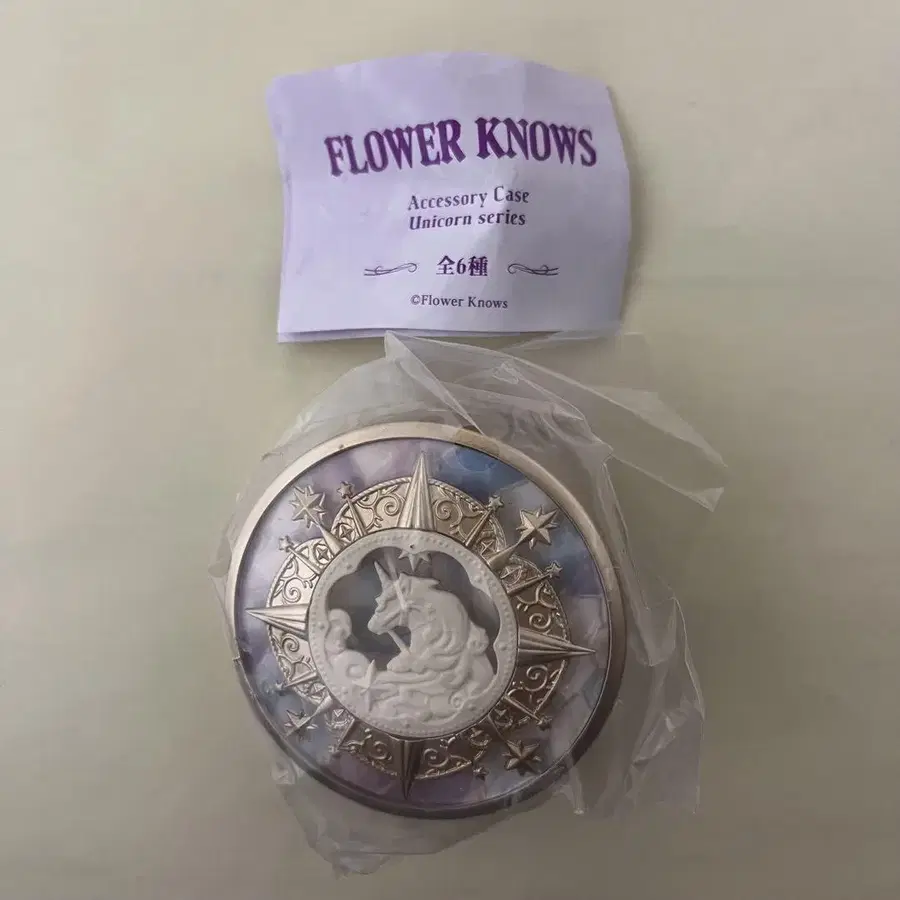 FLOWER KNOWS
Accessory Case
Unicorn series
全6種
©Flower Knows